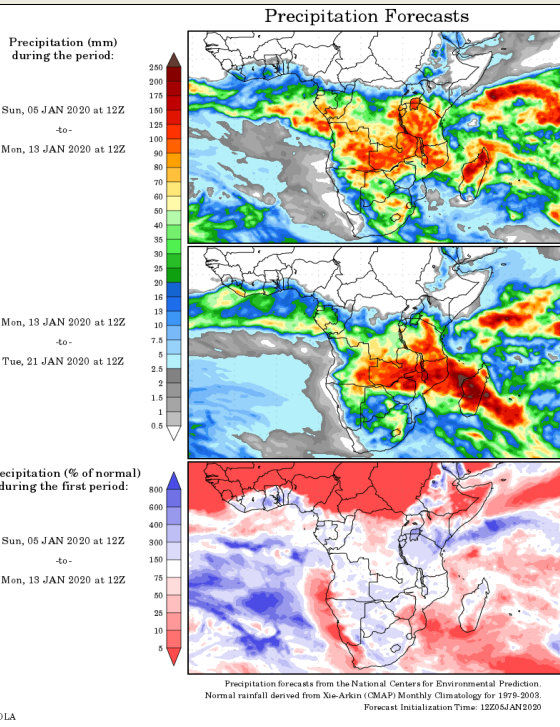 Precipitation Forecasts
Precipitation (mm)
during the period:
Sun, 05 JAN 2020 at 12Z
-to-
Mon, 13 JAN 2020 at 12Z
250
200
175
150
125
100
90
80
70
60
50
40
35
30
25
20
16
13
10
7.5
5
2.5
2
1.5
1
0.5
Mon, 13 JAN 2020 at 12Z
-to-
Tue, 21 JAN 2020 at 12Z
ecipitation (% of normal)
during the first period:
Sun, 05 JAN 2020 at 12Z
-to-
Mon, 13 JAN 2020 at 12Z
800
600
400
300
150
75
50
25
10
5
Precipitation forecasts from the National Centers for Environmental Prediction.
Normal rainfall derived from Xie-Arkin (CMAP) Monthly Climatology for 1979-2003.
Forecast Initialization Time: 12Z05JAN2020
OLA